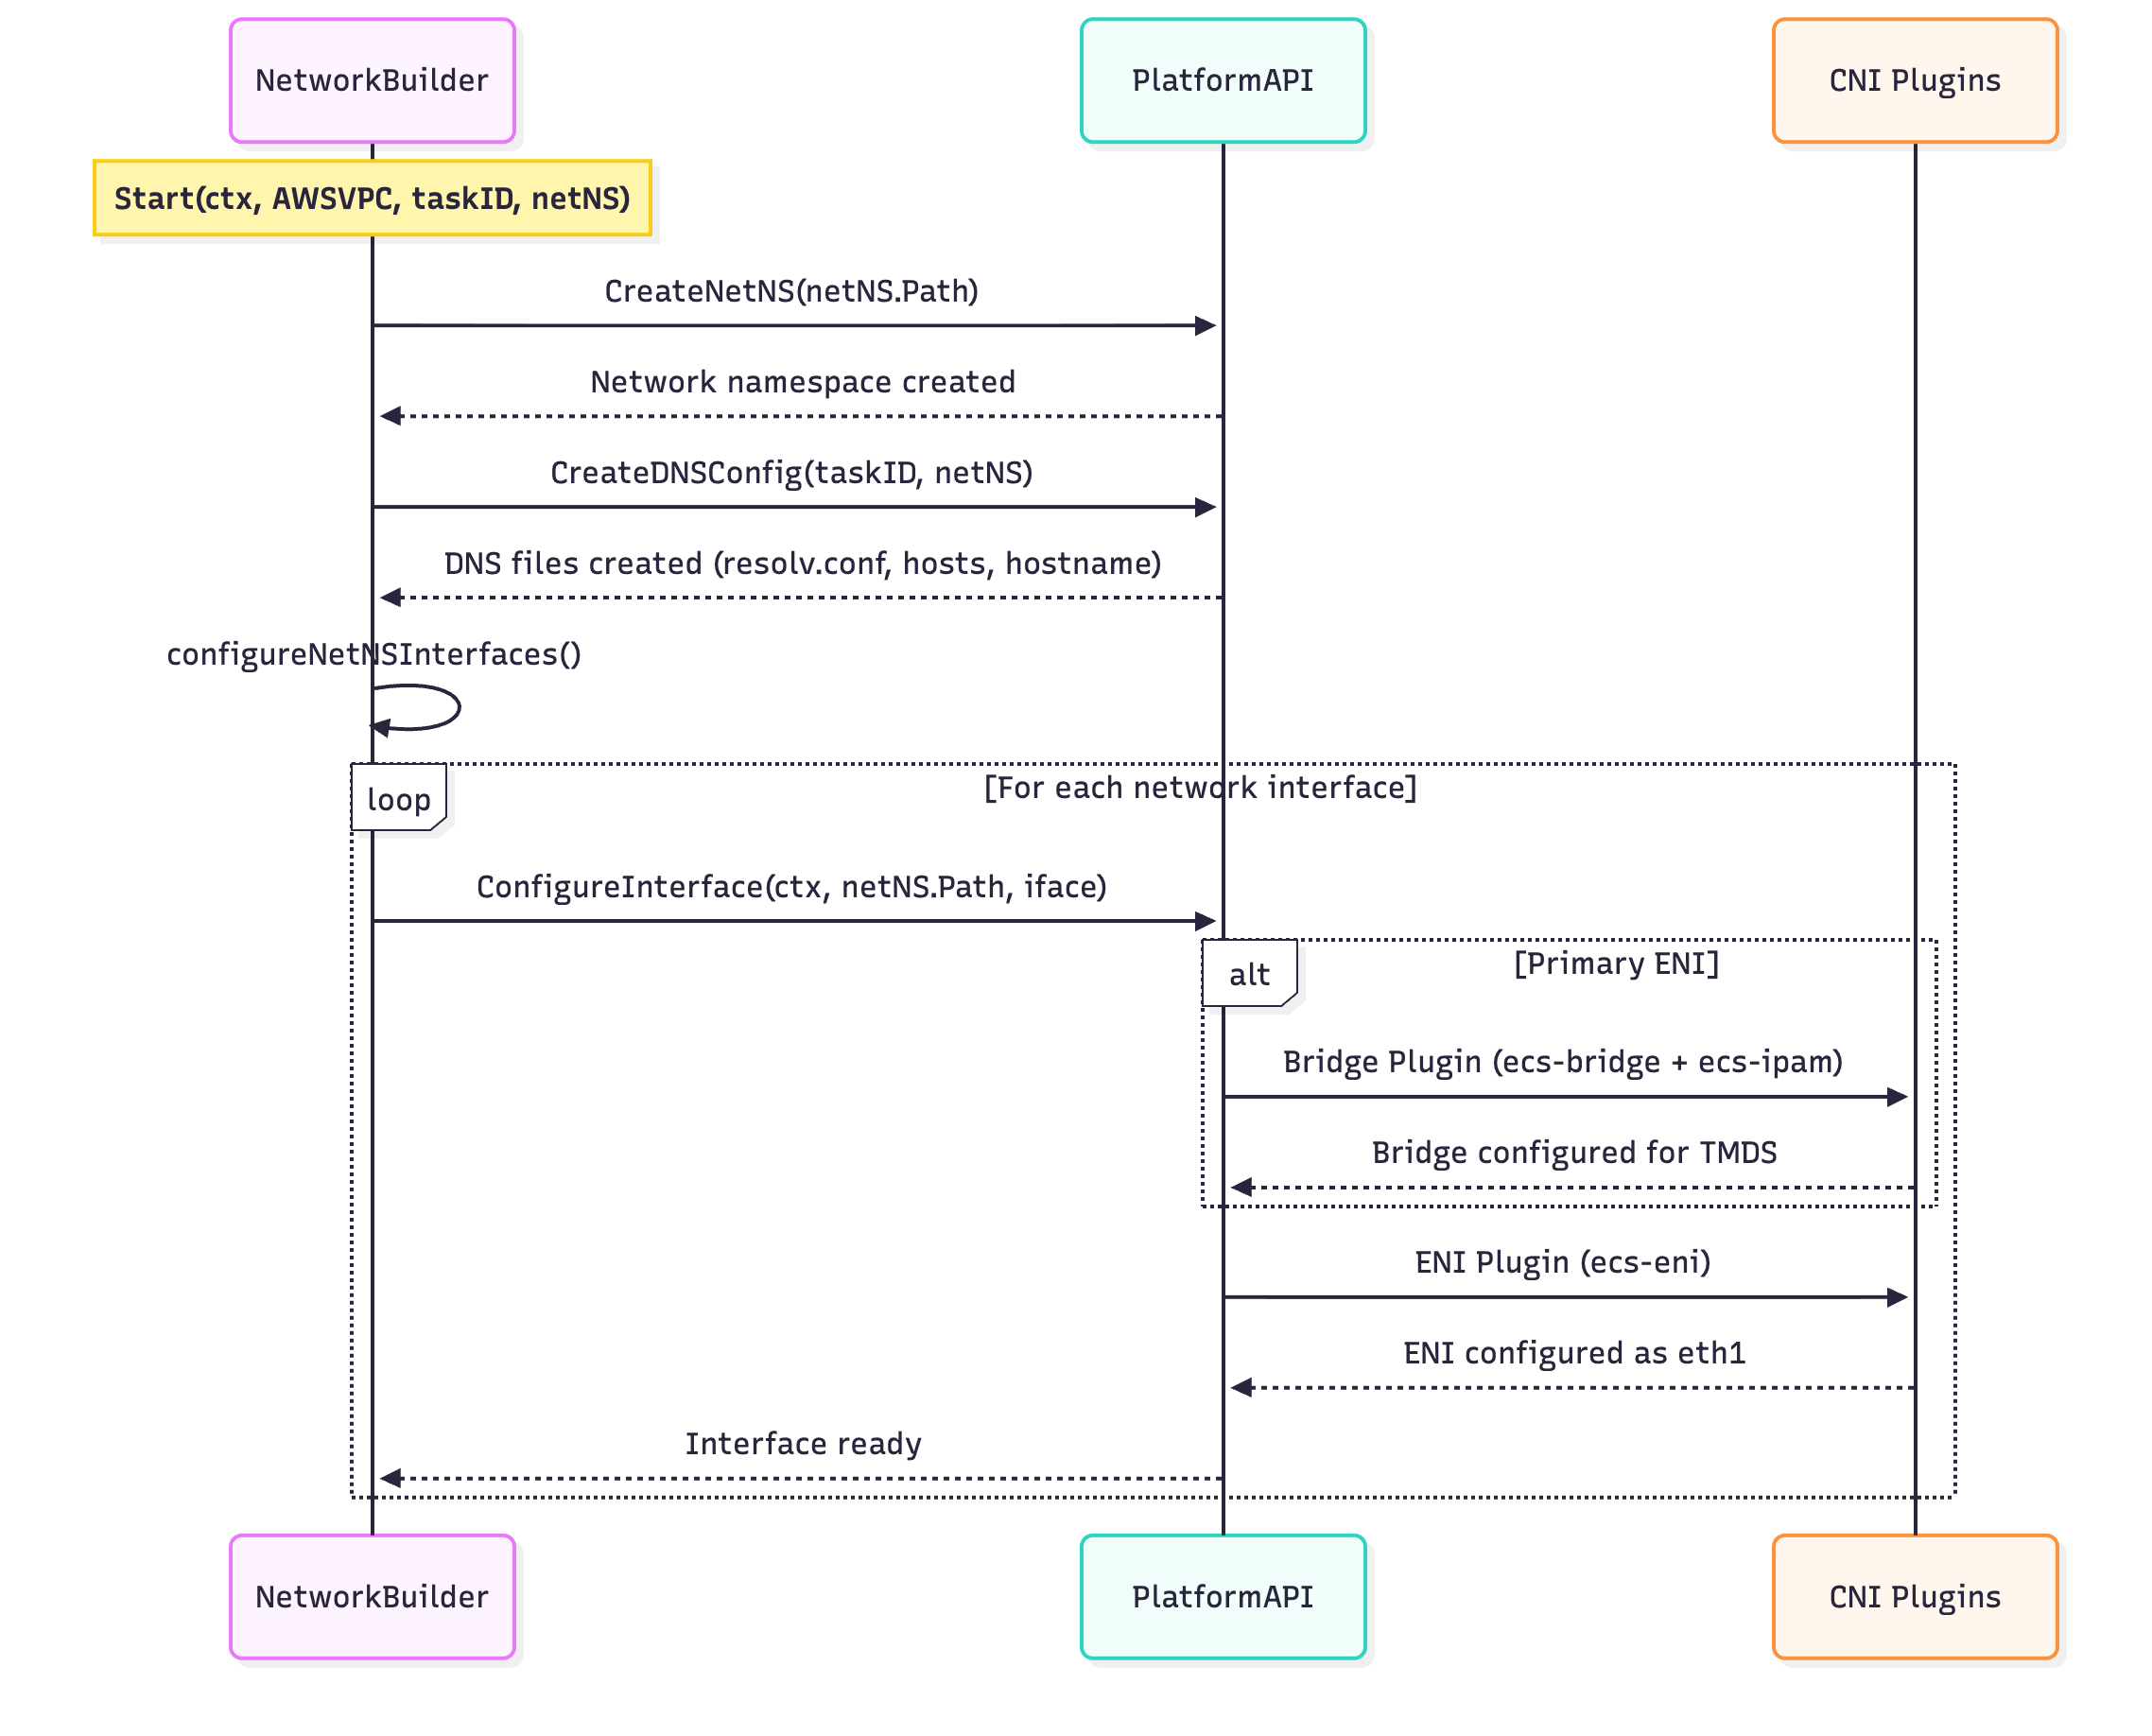 NetworkBuilder
PlatformAPI
CNI Plugins
Start(ctx, AWSVPC, taskID, netNS)
CreateNetNS(netNS.Path)
Network namespace created
CreateDNSConfig(taskID, netNS)
DNS files created (resolv.conf, hosts, hostname)
configureNetNSInterfaces()
loop
[For each network interface]
ConfigureInterface(ctx, netNS.Path, iface)
alt
[Primary ENI]
Bridge Plugin (ecs-bridge + ecs-ipam)
Bridge configured for TMDS
ENI Plugin (ecs-eni)
ENI configured as eth1
Interface ready
NetworkBuilder
PlatformAPI
CNI Plugins